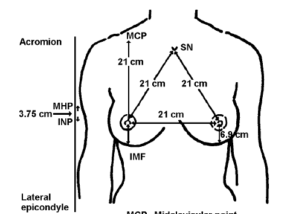 MCP
Acromion
SN
21 cm
21 cm
21 cm
MHP
3.75 cm
INP
21 cm
6.9 cm
IMF
Lateral
epicondyle
MCP Midclavicular point